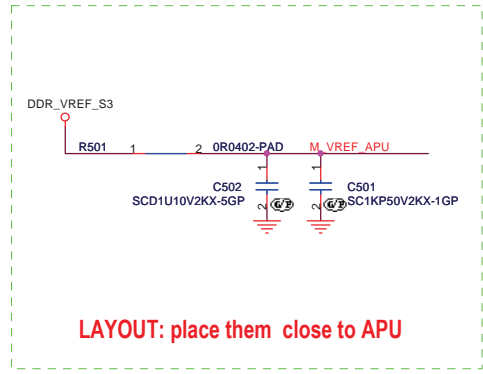 DDR_VREF_S3
R501 1 2 0R0402-PAD M_VREF_APU
1 1
C502 C501
SCD1U10V2KX-5GP SC1KP50V2KX-1GP
2 G/P 2 G/P
LAYOUT: place them close to APU